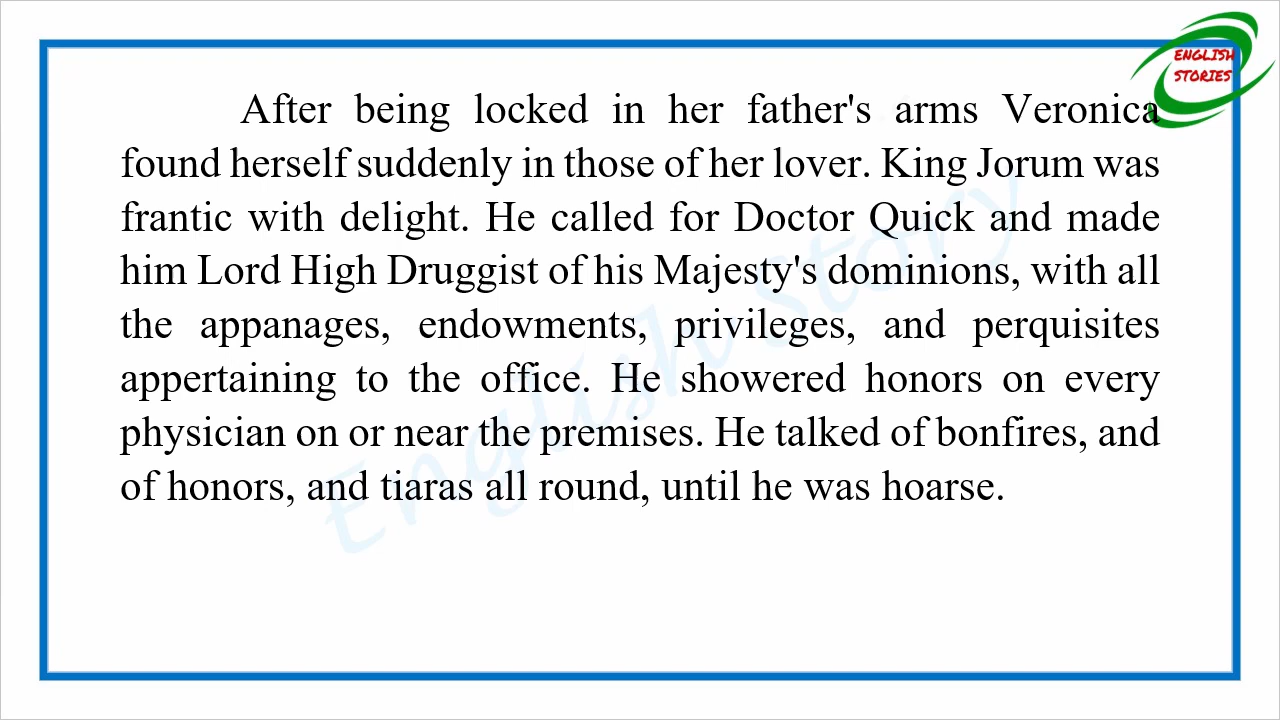 ENGLISH
STORIES
After being locked in her father's arms Veronica
found herself suddenly in those of her lover. King Jorum was
frantic with delight. He called for Doctor Quick and made
him Lord High Druggist of his Majesty's dominions, with all
the appanages, endowments, privileges, and perquisites
appertaining to the office. He showered honors on every
physician on or near the premises. He talked of bonfires, and
of honors, and tiaras all round, until he was hoarse.
English Story